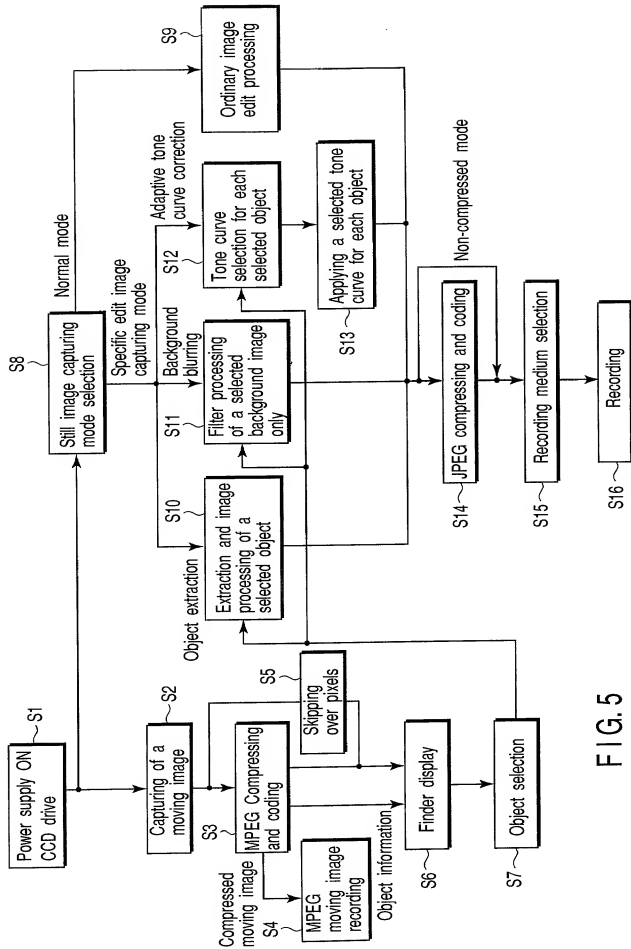 S1
Power supply ON
CCD drive
S2
Capturing of a
moving image
S3
MPEG Compressing
and coding
Compressed
moving image
S4
MPEG
moving image
recording
S5
Skipping
over pixels
Object information
S6
Finder display
S7
Object selection
S8
Still image capturing
mode selection
Normal mode
Specific edit image
capturing mode
S9
Ordinary image
edit processing
Object extraction
S10
Extraction and image
processing of a
selected object
Background
blurring
S11
Filter processing
of a selected
background image
only
Adaptive tone
curve correction
S12
Tone curve
selection for each
selected object
S13
Applying a selected tone
curve for each object
Non-compressed mode
S14
JPEG compressing and coding
S15
Recording medium selection
S16
Recording
FIG. 5